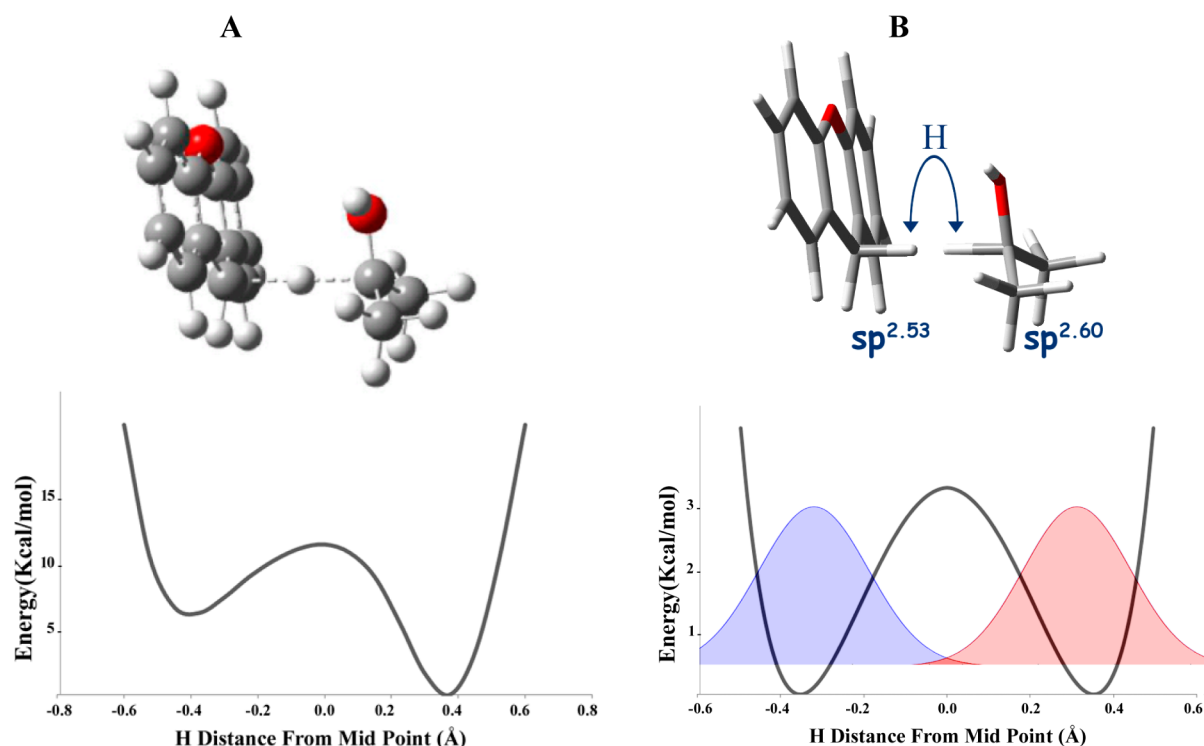 A
B
H
sp2.53
sp2.60
Energy(Kcal/mol)
15
10
5
-0.8
-0.6
-0.4
-0.2
0.0
0.2
0.4
0.6
0.8
H Distance From Mid Point (Å)
Energy(Kcal/mol)
3
2
1
-0.6
-0.4
-0.2
0.0
0.2
0.4
0.6
H Distance From Mid Point (Å)